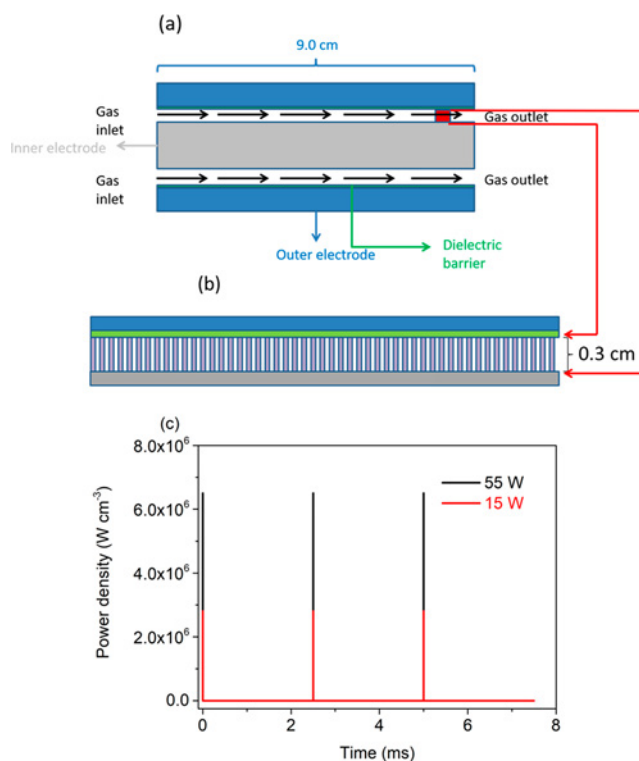 (a)
9.0 cm
Gas inlet
Gas outlet
Inner electrode
Gas inlet
Gas outlet
Outer electrode
Dielectric barrier
(b)
0.3 cm
(c)
8.0x10⁶
6.0x10⁶
4.0x10⁶
2.0x10⁶
0.0
Power density (W cm⁻³)
55 W
15 W
0 2 4 6 8
Time (ms)